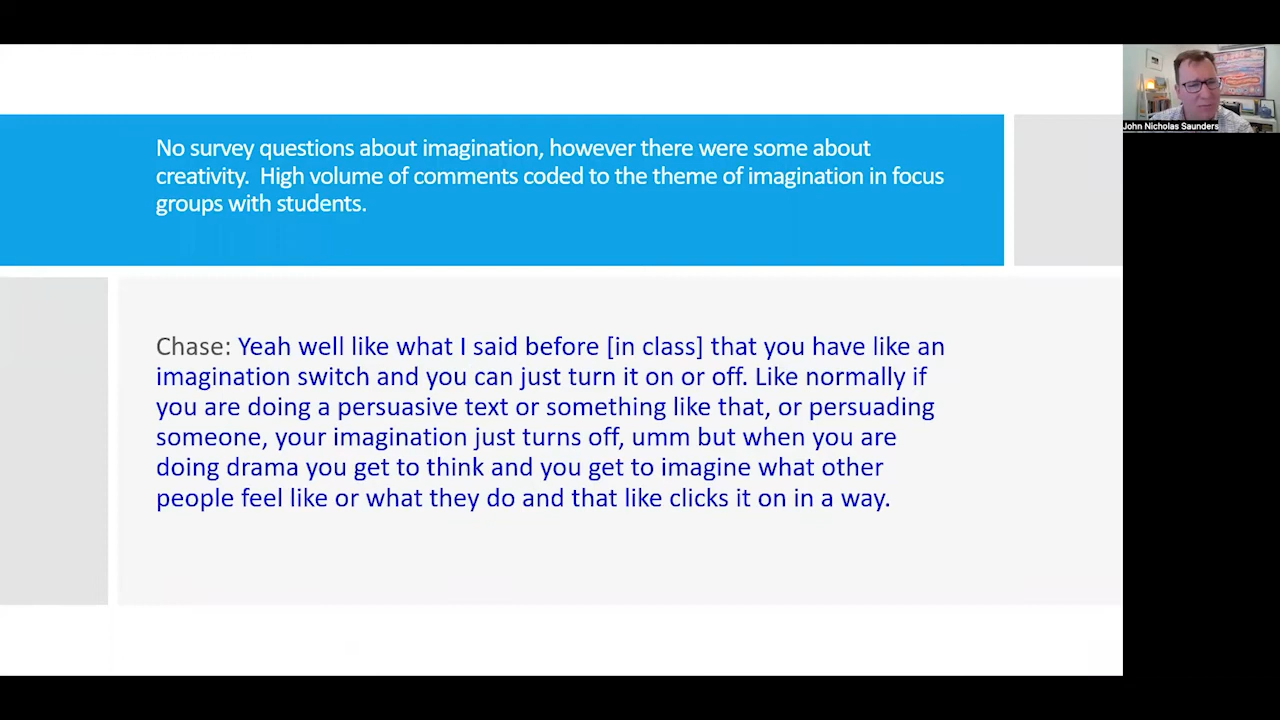 No survey questions about imagination, however there were some about
creativity.  High volume of comments coded to the theme of imagination in focus
groups with students.
Chase: Yeah well like what I said before [in class] that you have like an
imagination switch and you can just turn it on or off. Like normally if
you are doing a persuasive text or something like that, or persuading
someone, your imagination just turns off, umm but when you are
doing drama you get to think and you get to imagine what other
people feel like or what they do and that like clicks it on in a way.
John Nicholas Saunders